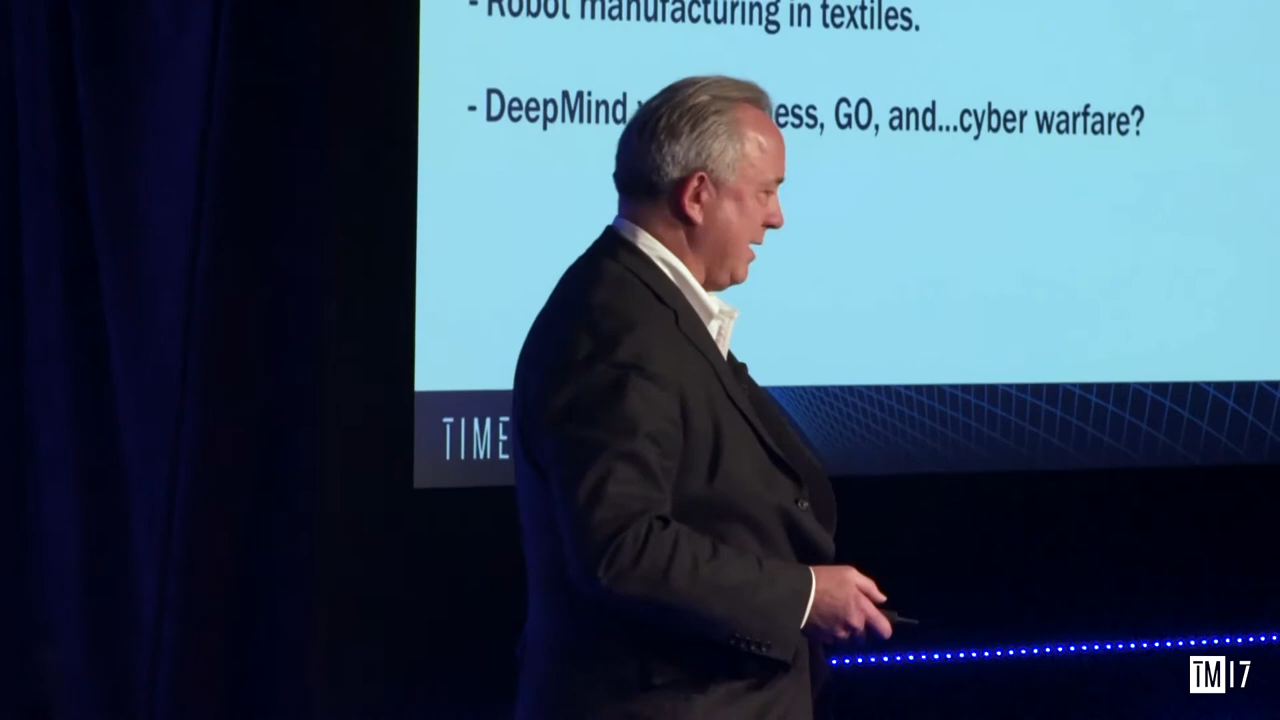 - Robot manufacturing in textiles.
- DeepMind ess, GO, and...cyber warfare?
TIME
TM17